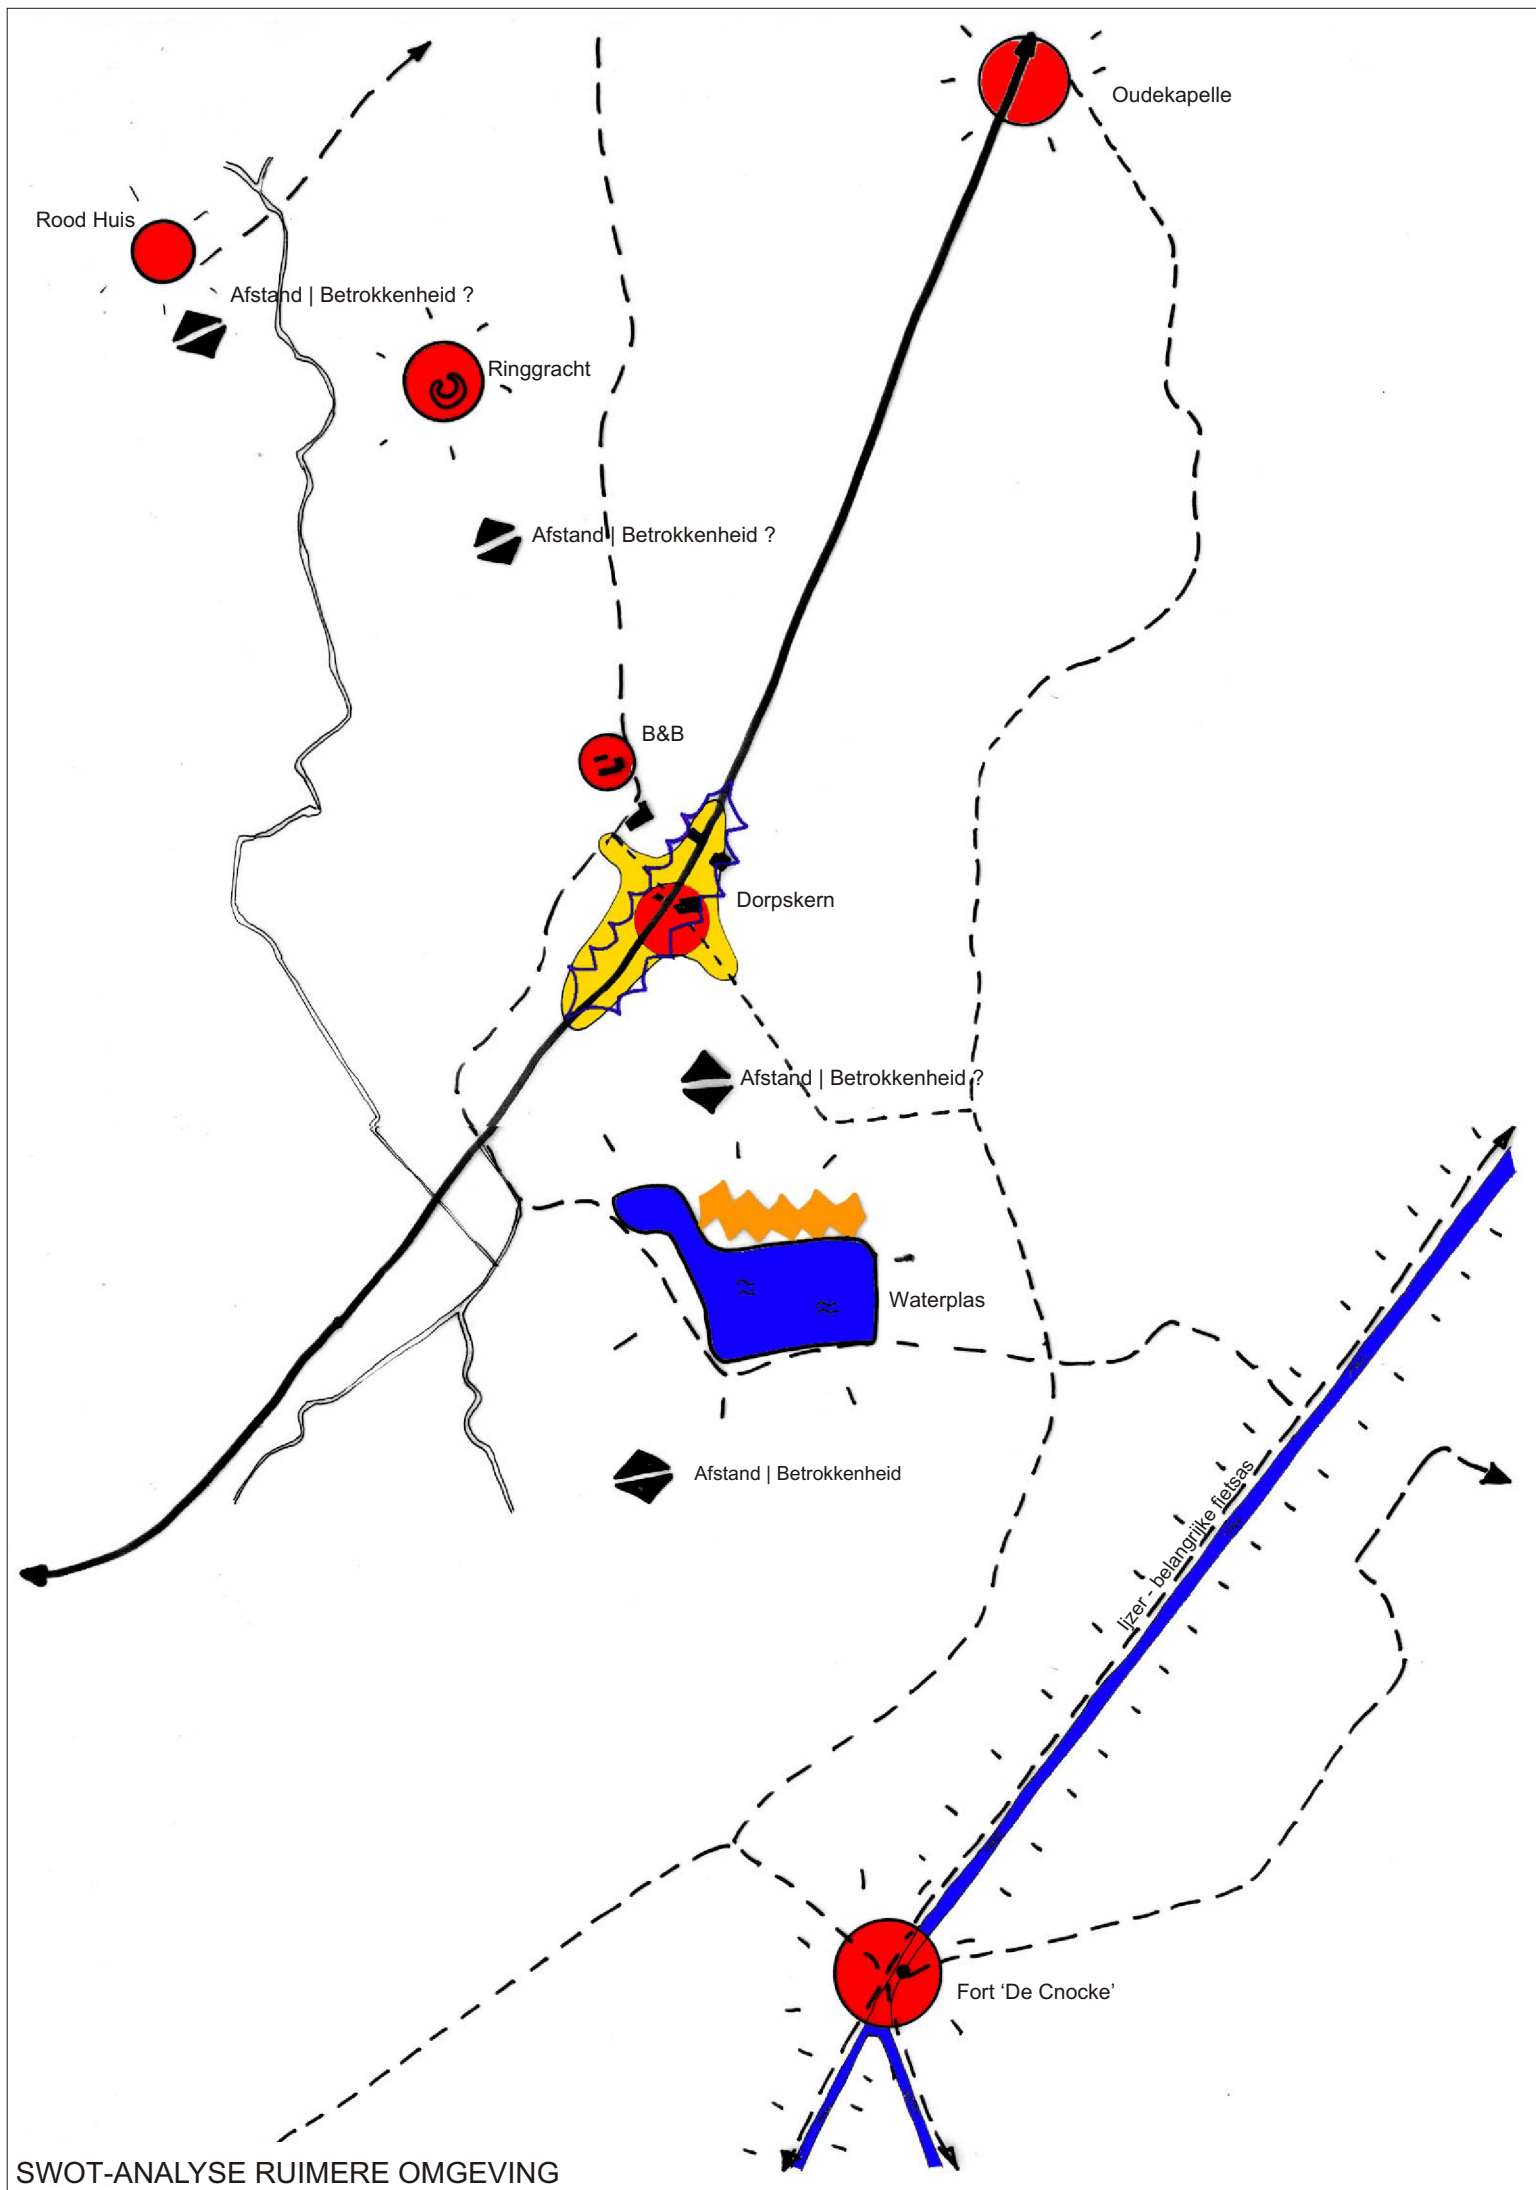 Oudekapelle
Rood Huis
Afstand | Betrokkenheid ?
Ringgracht
Afstand | Betrokkenheid ?
B&B
Dorpskern
Afstand | Betrokkenheid ?
Waterplas
Afstand | Betrokkenheid
Ijzer - belangrijke fietsas
Fort ‘De Cnocke’
SWOT-ANALYSE RUIMERE OMGEVING